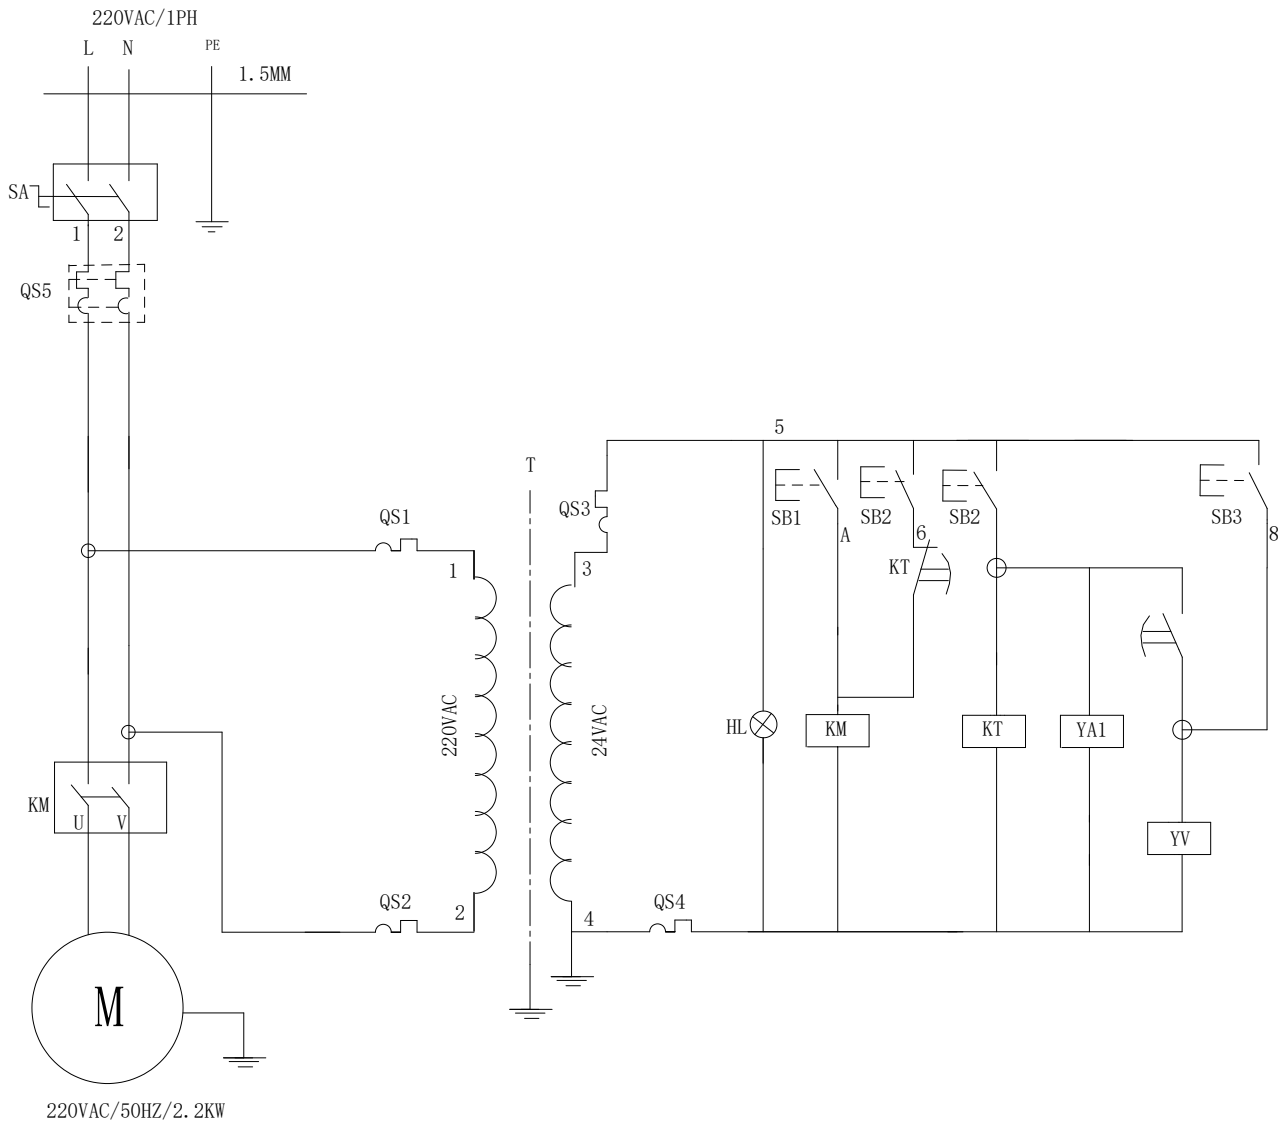 220VAC/1PH
L N PE
1.5MM
SA
1 2
QS5
5
T
QS1
QS3
SB1
SB2
SB2
SB3
A
6
8
1
3
KT
220VAC
24VAC
HL
KM
KT
YA1
KM
U V
YV
QS2
2
4
QS4
M
220VAC/50HZ/2.2KW